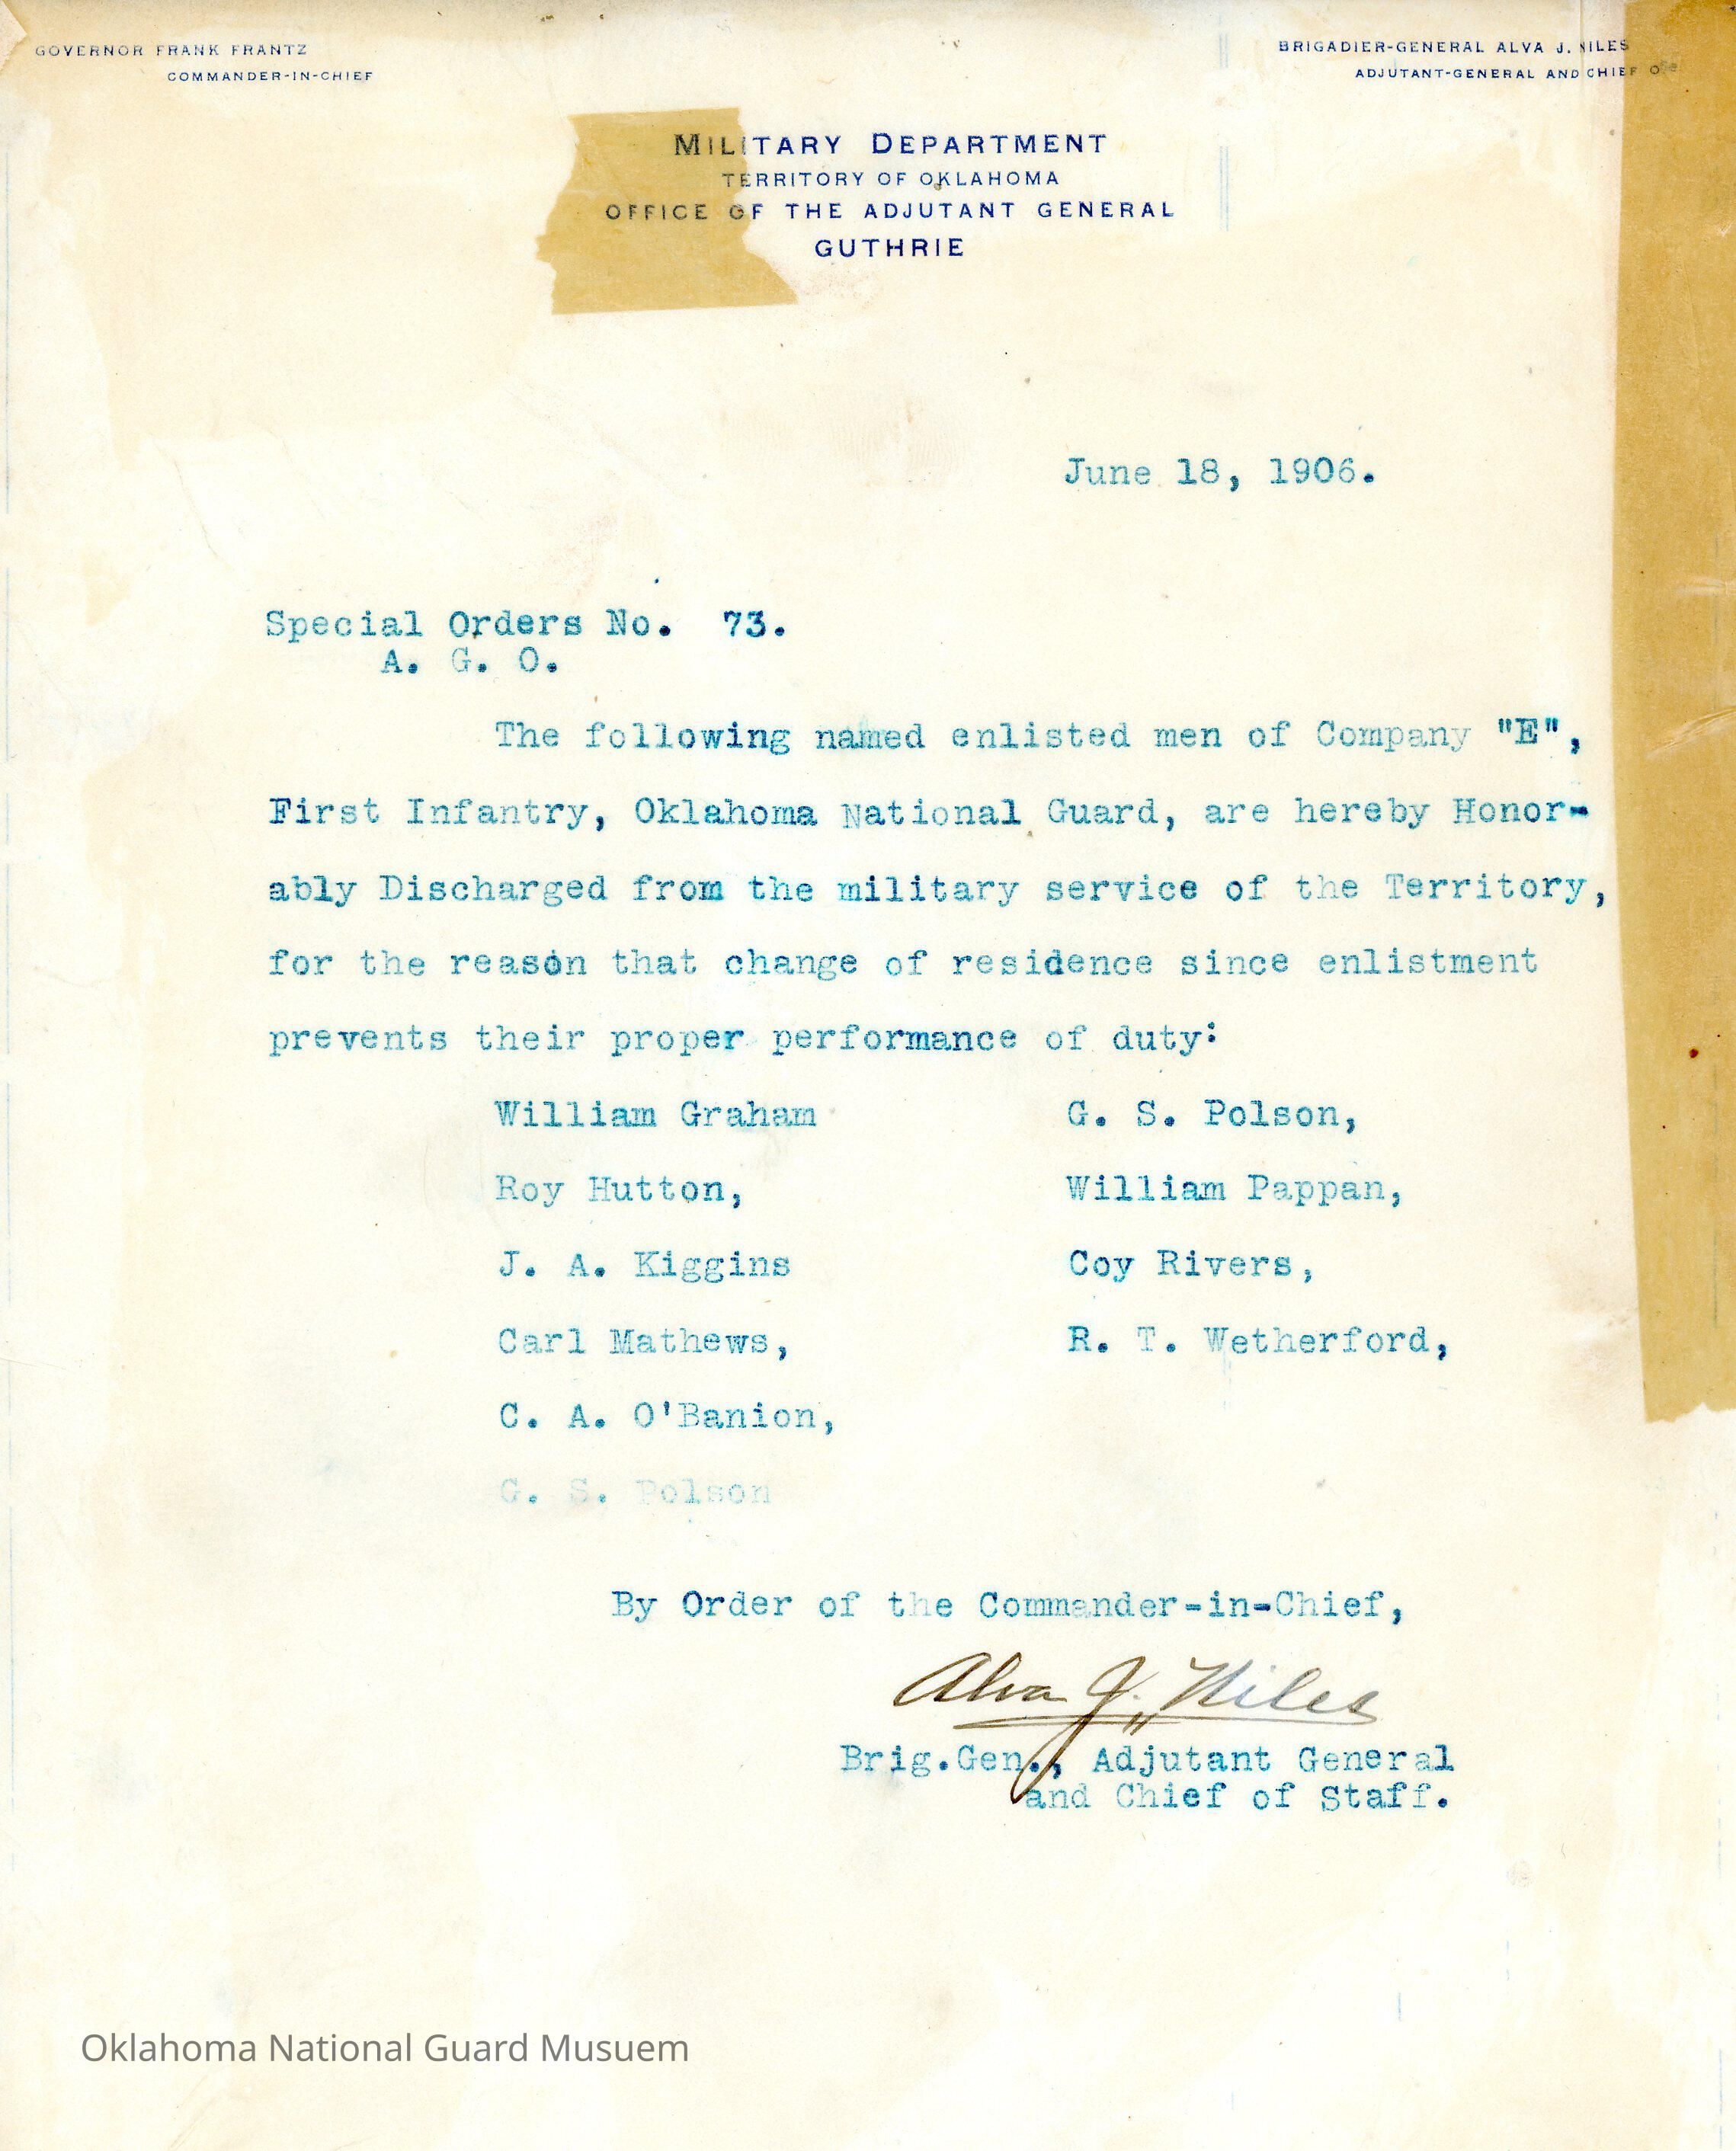 GOVERNOR FRANK FRANTZ
COMMANDER-IN-CHIEF
BRIGADIER-GENERAL ALVA J. NILES
ADJUTANT-GENERAL AND CHIEF
MILITARY DEPARTMENT
TERRITORY OF OKLAHOMA
OFFICE OF THE ADJUTANT GENERAL
GUTHRIE
June 18, 1906.
Special Orders No. 73.
A. G. O.
The following named enlisted men of Company "E",
First Infantry, Oklahoma National Guard, are hereby Honor-
ably Discharged from the military service of the Territory,
for the reason that change of residence since enlistment
prevents their proper performance of duty:
William Graham G. S. Polson,
Roy Hutton, William Pappan,
J. A. Kiggins Coy Rivers,
Carl Mathews, R. T. Wetherford,
C. A. O'Banion,
G. S. Polson
By Order of the Commander-in-Chief,
Alva J. Niles
Brig.Gen., Adjutant General
and Chief of Staff.
Oklahoma National Guard Musuem